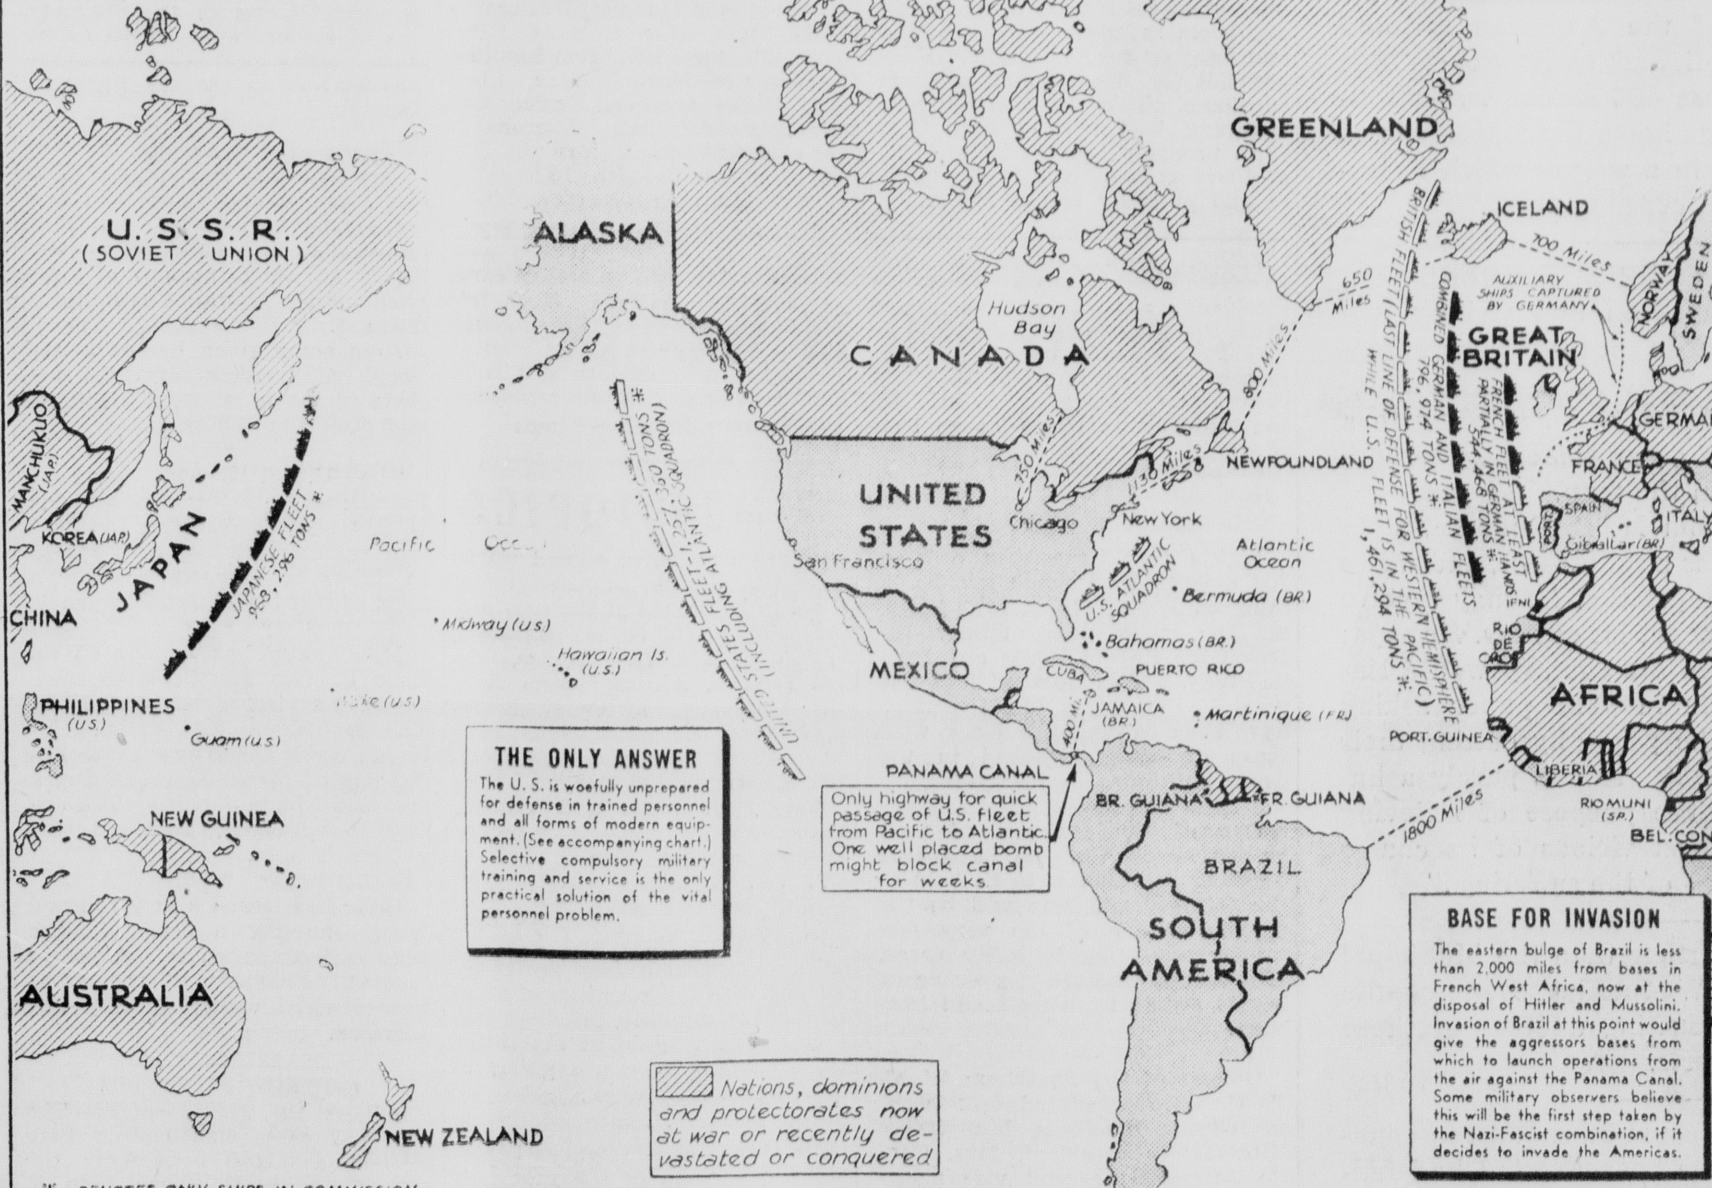 GREENLAND
ICELAND
700 Miles
U. S. S. R.
(SOVIET UNION)
ALASKA
650
Miles
NORWAY
SWEDEN
AUXILIARY
SHIPS CAPTURED
BY GERMANY
Hudson
Bay
CANADA
800 Miles
GREAT
BRITAIN
BRITISH FLEET (LAST LINE OF DEFENSE FOR WESTERN HEMISPHERE
WHILE U.S. FLEET IS IN THE PACIFIC)
1,461,294 TONS *
COMBINED GERMAN AND ITALIAN FLEETS
706,974 TONS *
FRENCH FLEET AT LEAST
PARTIALLY IN GERMAN HANDS
544,468 TONS *
MANCHUKUO
(JAP.)
GERMA
NEWFOUNDLAND
FRANCE
UNITED
STATES
1130 Miles
Chicago
New York
SPAIN
ITALY
Gibraltar (BR.)
KOREA (JAP.)
JAPAN
JAPANESE FLEET
Pacific
San Francisco
Atlantic
Ocean
UNITED STATES FLEET-1,257,360 TONS *
(INCLUDING ATLANTIC SQUADRON)
U.S. ATLANTIC
SQUADRON
Bermuda (BR)
IFNI
CHINA
Midway (U.S.)
Hawaiian Is.
(U.S.)
Bahamas (BR.)
RIO
DE
ORO
MEXICO
CUBA
PUERTO RICO
PHILIPPINES
(U.S.)
JAMAICA
(BR.)
Martinique (FR.)
AFRICA
Guam (U.S.)
400 MI.
PORT. GUINEA
THE ONLY ANSWER
The U. S. is woefully unprepared
for defense in trained personnel
and all forms of modern equip-
ment. (See accompanying chart.)
Selective compulsory military
training and service is the only
practical solution of the vital
personnel problem.
PANAMA CANAL
Only highway for quick
passage of U.S. fleet
from Pacific to Atlantic.
One well placed bomb
might block canal
for weeks
BR. GUIANA
FR. GUIANA
LIBERIA
RIO MUNI
(SP.)
NEW GUINEA
1800 Miles
BEL. CON
BRAZIL
SOUTH
AMERICA
AUSTRALIA
BASE FOR INVASION
The eastern bulge of Brazil is less
than 2,000 miles from bases in
French West Africa, now at the
disposal of Hitler and Mussolini.
Invasion of Brazil at this point would
give the aggressors bases from
which to launch operations from
the air against the Panama Canal.
Some military observers believe
this will be the first step taken by
the Nazi-Fascist combination, if it
decides to invade the Americas.
Nations, dominions
and protectorates now
at war or recently de-
vastated or conquered
NEW ZEALAND
* DENOTES ONLY SHIPS IN COMMISSION